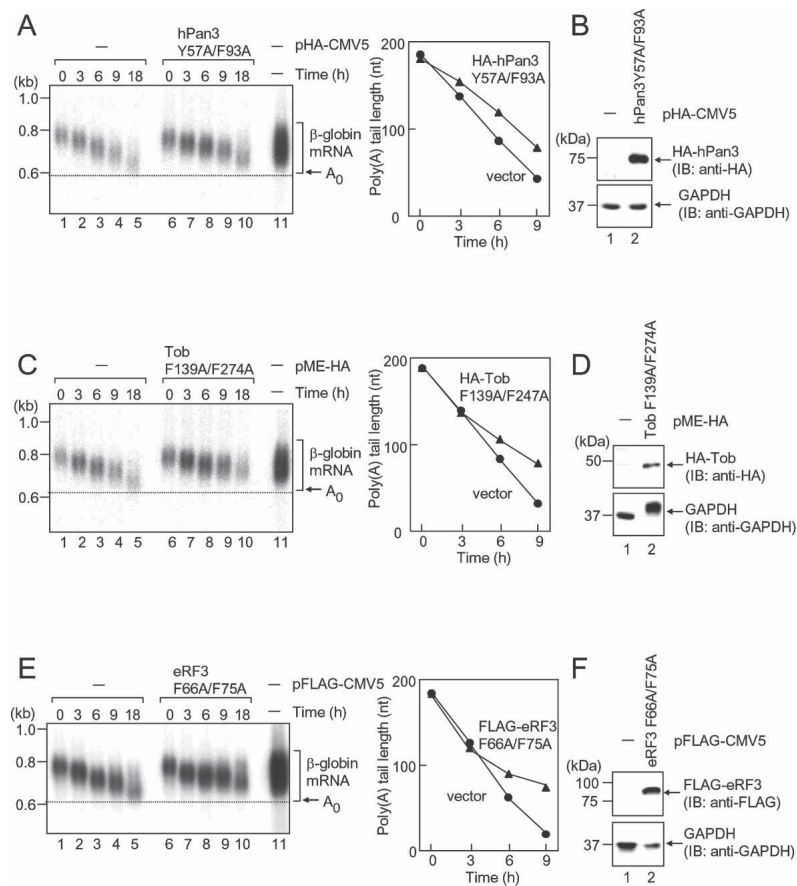 A
—
hPan3
Y57A/F93A
—
pHA-CMV5
0 3 6 9 18 0 3 6 9 18 — Time (h)
(kb)
1.0
0.8
0.6
β-globin
mRNA
A0
1 2 3 4 5 6 7 8 9 10 11
Poly(A) tail length (nt)
200
100
0
HA-hPan3
Y57A/F93A
vector
0 3 6 9
Time (h)
B
—
hPan3Y57A/F93A
pHA-CMV5
(kDa)
75
HA-hPan3
(IB: anti-HA)
37
GAPDH
(IB: anti-GAPDH)
1 2
C
—
Tob
F139A/F274A
—
pME-HA
0 3 6 9 18 0 3 6 9 18 — Time (h)
(kb)
1.0
0.8
0.6
β-globin
mRNA
A0
1 2 3 4 5 6 7 8 9 10 11
Poly(A) tail length (nt)
200
100
0
HA-Tob
F139A/F247A
vector
0 3 6 9
Time (h)
D
—
Tob F139A/F274A
pME-HA
(kDa)
50
HA-Tob
(IB: anti-HA)
37
GAPDH
(IB: anti-GAPDH)
1 2
E
—
eRF3
F66A/F75A
—
pFLAG-CMV5
0 3 6 9 18 0 3 6 9 18 — Time (h)
(kb)
1.0
0.8
0.6
β-globin
mRNA
A0
1 2 3 4 5 6 7 8 9 10 11
Poly(A) tail length (nt)
200
100
0
FLAG-eRF3
F66A/F75A
vector
0 3 6 9
Time (h)
F
—
eRF3 F66A/F75A
pFLAG-CMV5
(kDa)
100
75
FLAG-eRF3
(IB: anti-FLAG)
37
GAPDH
(IB: anti-GAPDH)
1 2